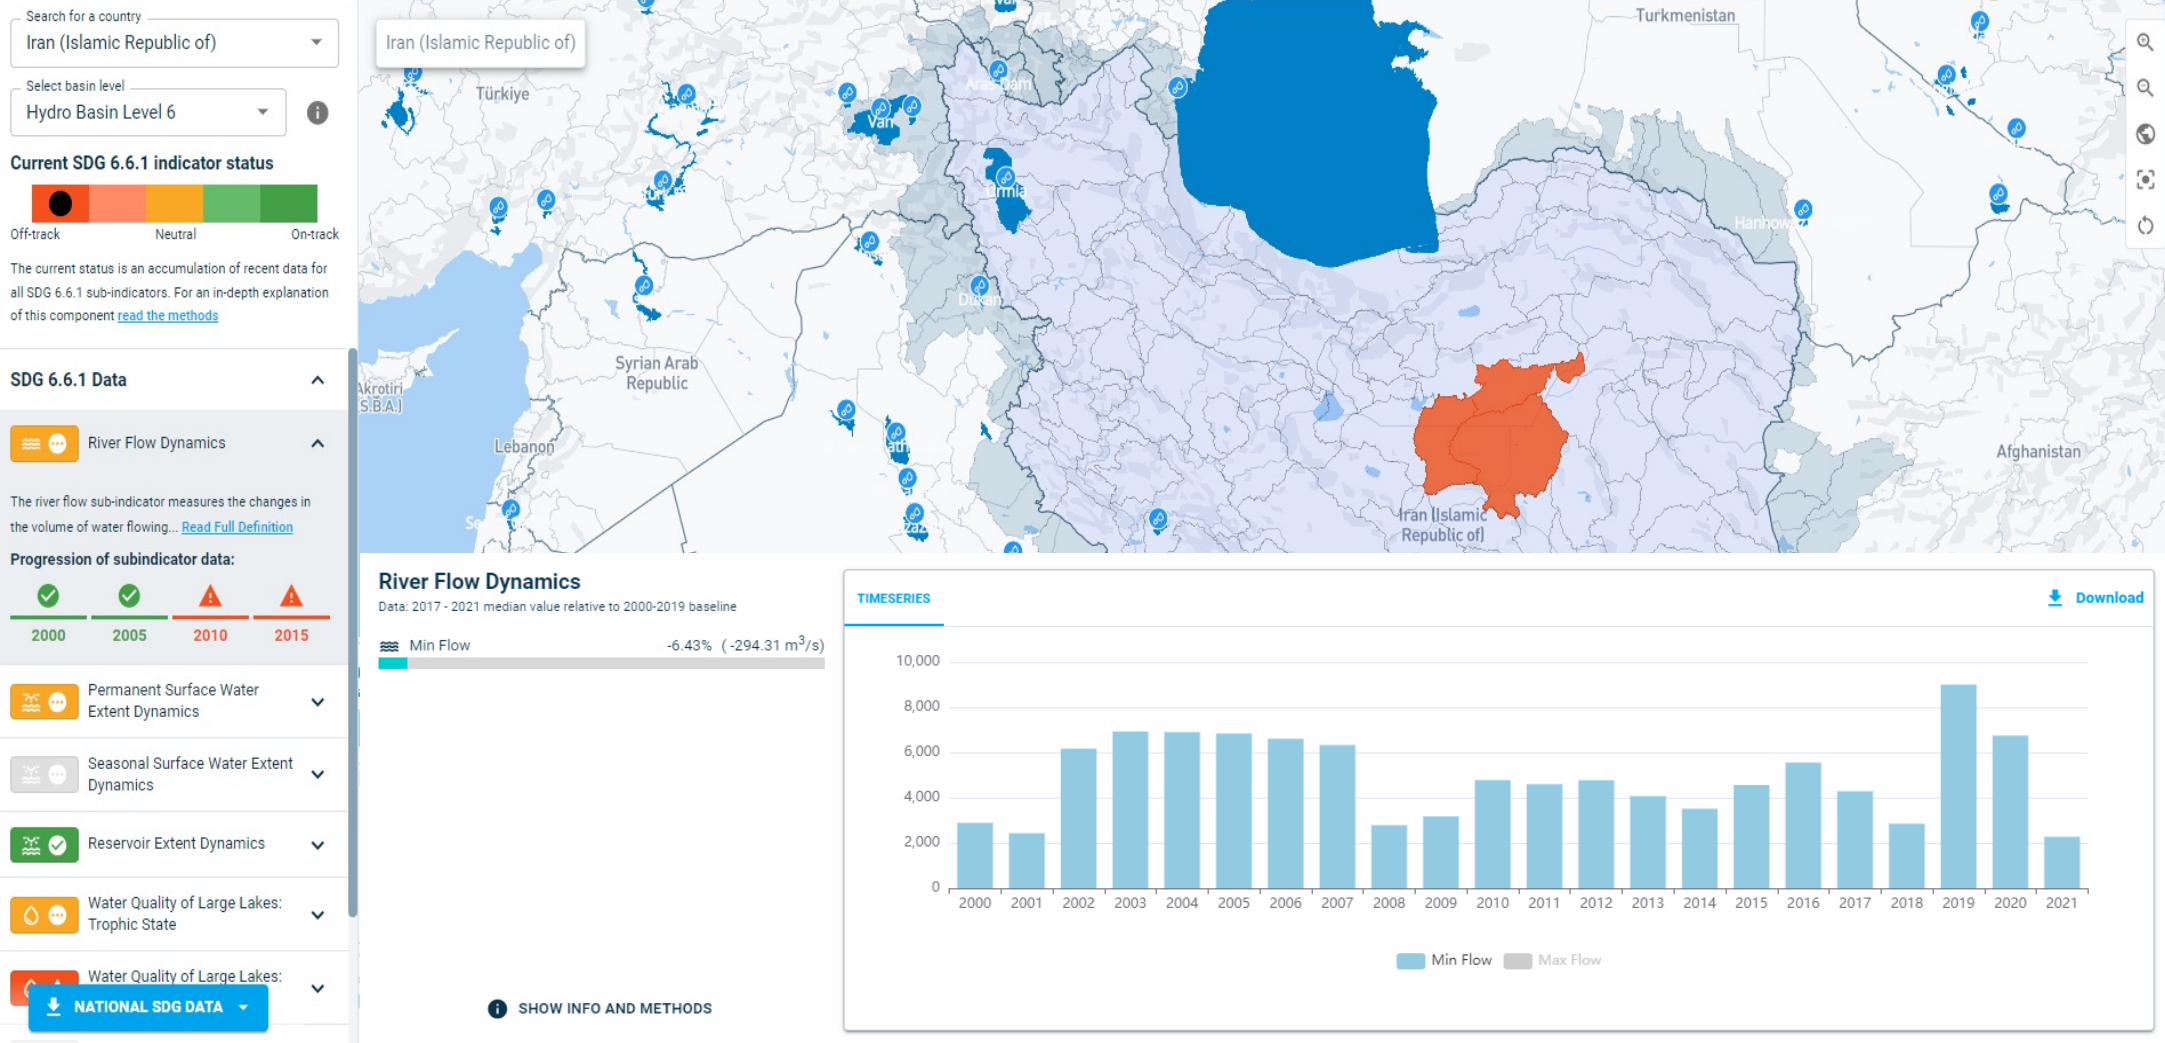 Search for a country
Iran (Islamic Republic of)
Select basin level
Hydro Basin Level 6
Current SDG 6.6.1 indicator status
Off-track
Neutral
On-track
The current status is an accumulation of recent data for
all SDG 6.6.1 sub-indicators. For an in-depth explanation
of this component read the methods
SDG 6.6.1 Data
River Flow Dynamics
The river flow sub-indicator measures the changes in
the volume of water flowing... Read Full Definition
Progression of subindicator data:
2000
2005
2010
2015
Permanent Surface Water
Extent Dynamics
Seasonal Surface Water Extent
Dynamics
Reservoir Extent Dynamics
Water Quality of Large Lakes:
Trophic State
Water Quality of Large Lakes:
NATIONAL SDG DATA
Iran (Islamic Republic of)
Turkmenistan
Türkiye
Aras Dam
Van
Urmia
Hanhow
Dukan
Syrian Arab
Republic
Akrotiri
(S.B.A.)
Lebanon
Afghanistan
Iran (Islamic
Republic of)
River Flow Dynamics
Data: 2017 - 2021 median value relative to 2000-2019 baseline
Min Flow
-6.43% ( -294.31 m³/s)
SHOW INFO AND METHODS
TIMESERIES
Download
10,000
8,000
6,000
4,000
2,000
0
2000 2001 2002 2003 2004 2005 2006 2007 2008 2009 2010 2011 2012 2013 2014 2015 2016 2017 2018 2019 2020 2021
Min Flow
Max Flow